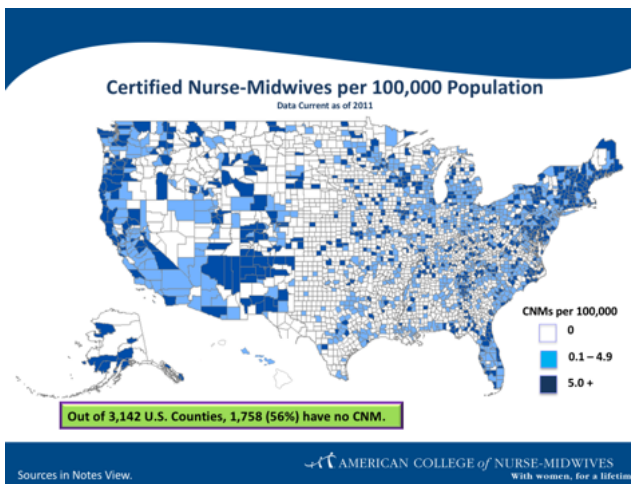 Certified Nurse-Midwives per 100,000 Population
Data Current as of 2011
CNMs per 100,000
0
0.1 – 4.9
5.0 +
Out of 3,142 U.S. Counties, 1,758 (56%) have no CNM.
Sources in Notes View.
AMERICAN COLLEGE of NURSE-MIDWIVES
With women, for a lifetim